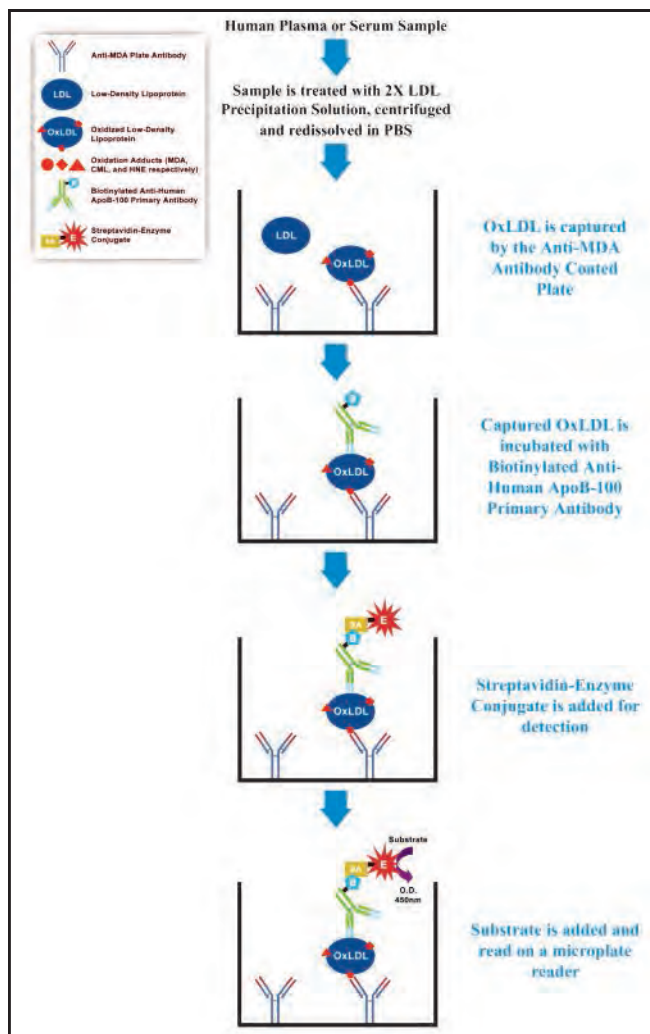 Human Plasma or Serum Sample
Sample is treated with 2X LDL
Precipitation Solution, centrifuged
and redissolved in PBS
Anti-MDA Plate Antibody
LDL
Low-Density Lipoprotein
OxLDL
Oxidized Low-Density
Lipoprotein
Oxidation Adducts (MDA,
CML, and HNE respectively)
B
Biotinylated Anti-Human
ApoB-100 Primary Antibody
SA
E
Streptavidin-Enzyme
Conjugate
LDL
OxLDL
OxLDL is captured
by the Anti-MDA
Antibody Coated
Plate
B
OxLDL
Captured OxLDL is
incubated with
Biotinylated Anti-
Human ApoB-100
Primary Antibody
SA
E
B
OxLDL
Streptavidin-Enzyme
Conjugate is added for
detection
Substrate
SA
E
B
O.D.
450nm
OxLDL
Substrate is added and
read on a microplate
reader